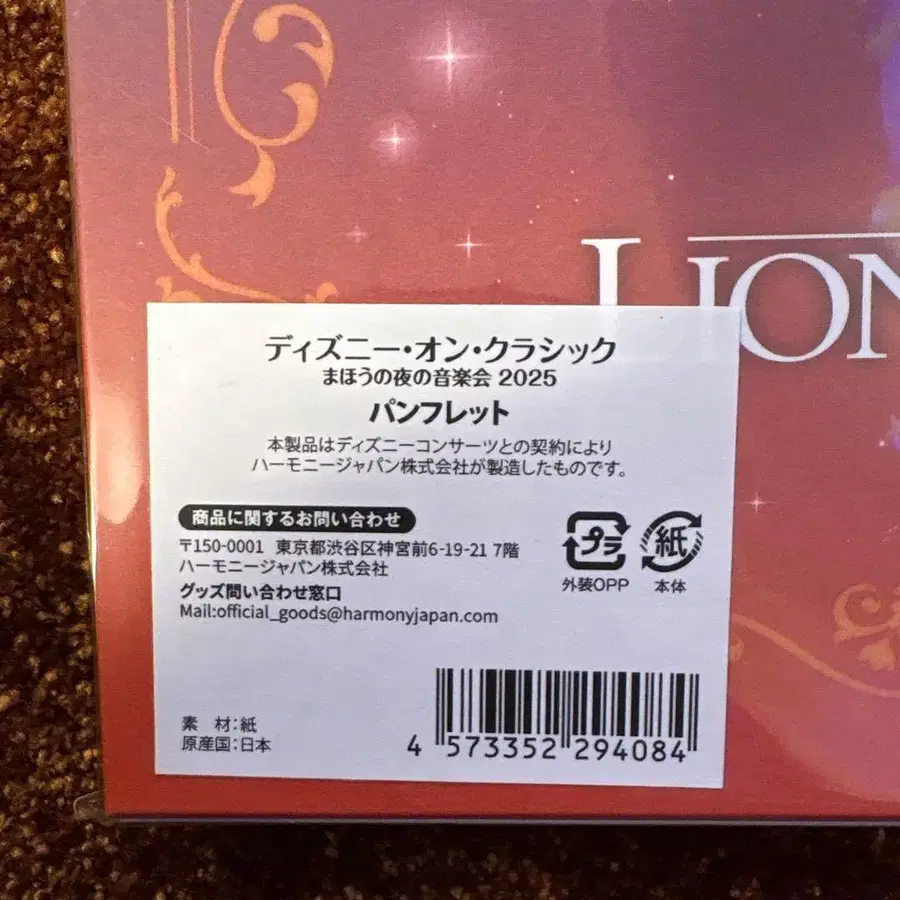 LION
ディズニー・オン・クラシック
まほうの夜の音楽会 2025
パンフレット
本製品はディズニーコンサーツとの契約により
ハーモニージャパン株式会社が製造したものです。
商品に関するお問い合わせ
〒150-0001 東京都渋谷区神宮前6-19-21 7階
ハーモニージャパン株式会社
グッズ問い合わせ窓口
Mail:official_goods@harmonyjapan.com
プラ
外装OPP
紙
本体
素 材:紙
原産国:日本
4 573352 294084